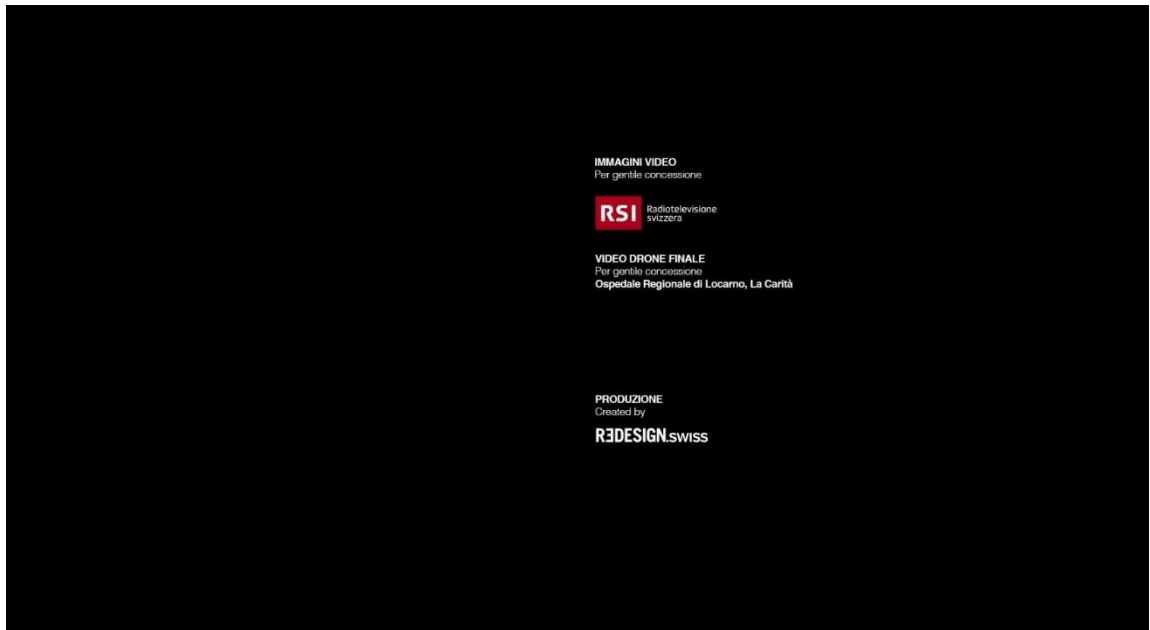 IMMAGINI VIDEO
Per gentile concessione
RSI Radiotelevisione
svizzera
VIDEO DRONE FINALE
Per gentile concessione
Ospedale Regionale di Locarno, La Carità
PRODUZIONE
Created by
REDESIGN.swiss